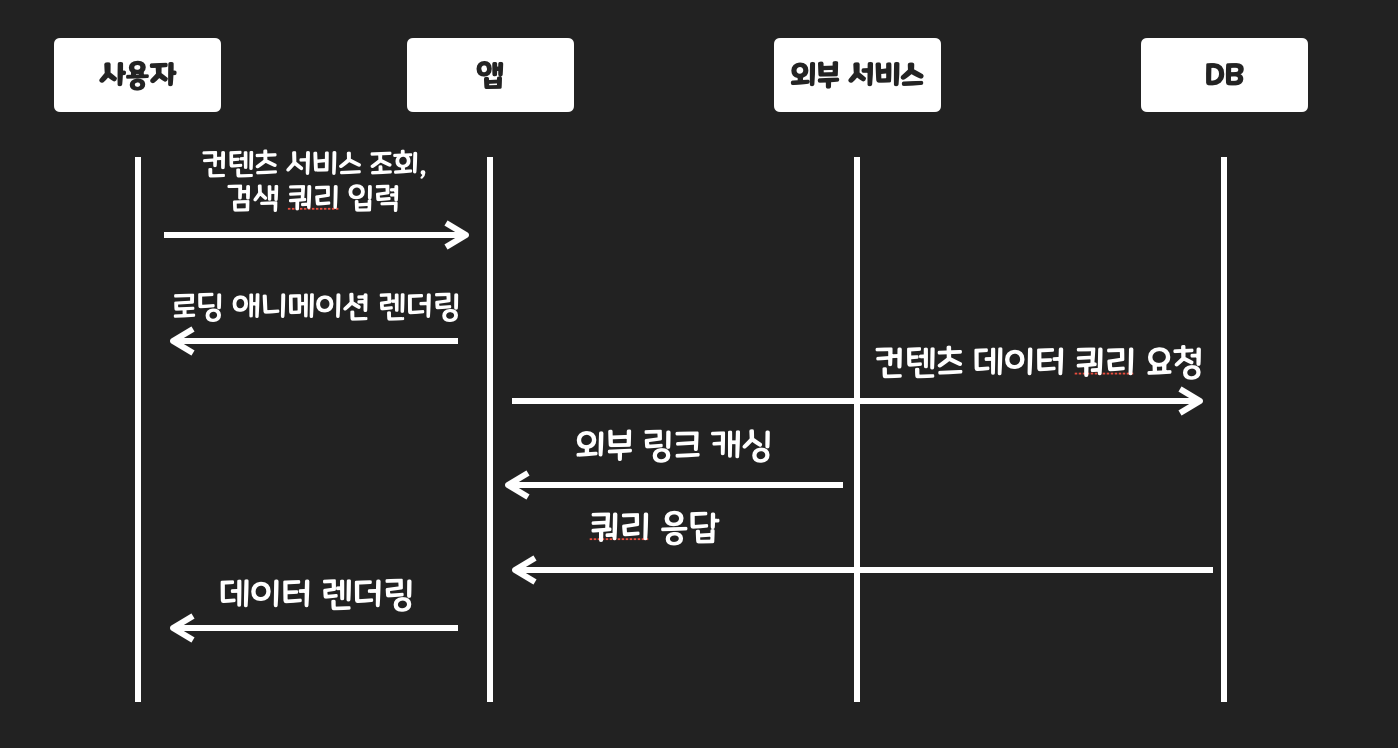 사용자
앱
외부 서비스
DB
컨텐츠 서비스 조회,
검색 쿼리 입력
로딩 애니메이션 렌더링
컨텐츠 데이터 쿼리 요청
외부 링크 캐싱
쿼리 응답
데이터 렌더링